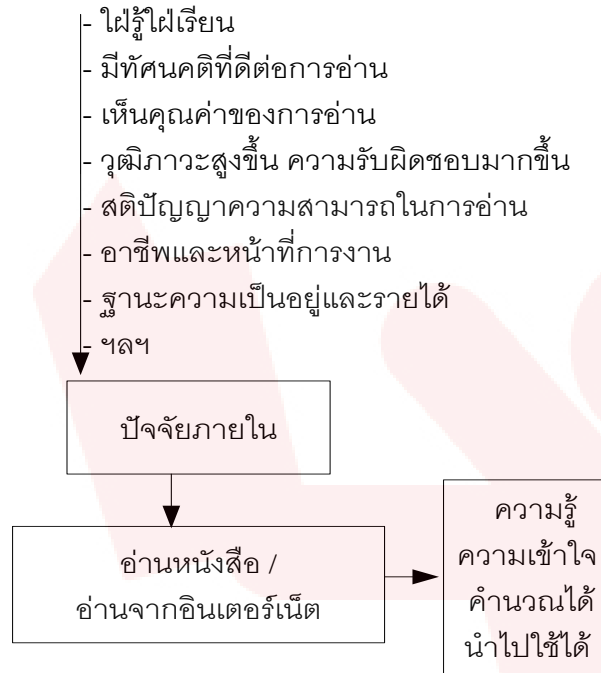 - ใฝ่รู้ใฝ่เรียน
- มีทัศนคติที่ดีต่อการอ่าน
- เห็นคุณค่าของการอ่าน
- วุฒิภาวะสูงขึ้น ความรับผิดชอบมากขึ้น
- สติปัญญาความสามารถในการอ่าน
- อาชีพและหน้าที่การงาน
- ฐานะความเป็นอยู่และรายได้
- ฯลฯ
ปัจจัยภายใน
อ่านหนังสือ /
อ่านจากอินเตอร์เน็ต
ความรู้
ความเข้าใจ
คำนวณได้
นำไปใช้ได้